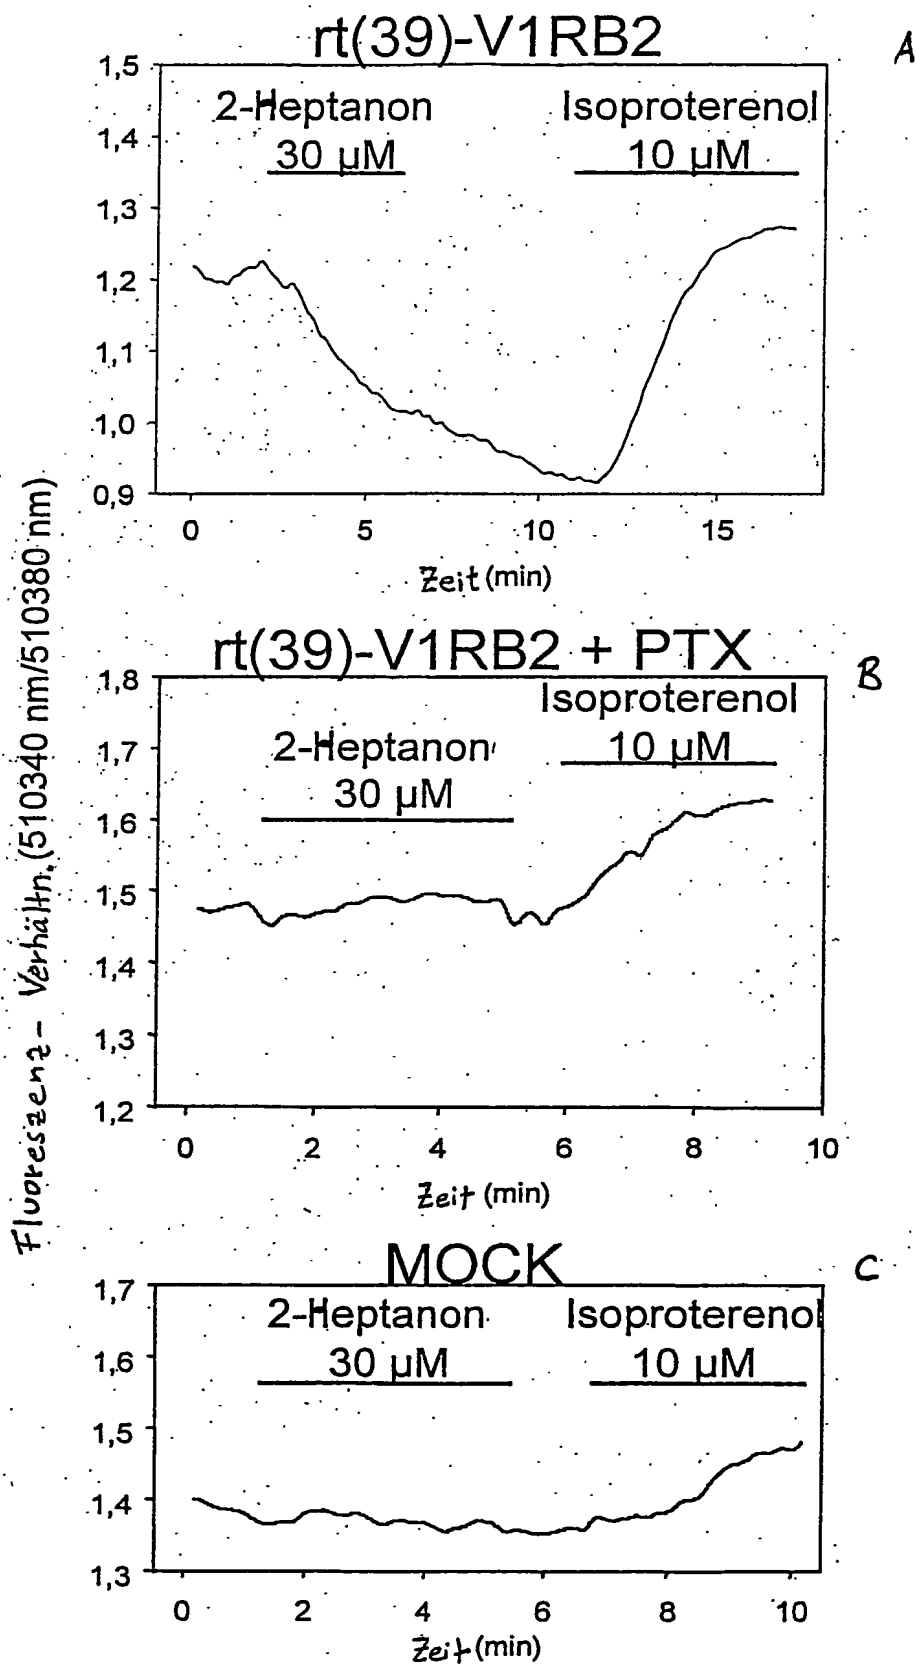 rt(39)-V1RB2
A
1,5
2-Heptanon
Isoproterenol
1,4
30 µM
10 µM
1,3
1,2
1,1
1,0
0,9
0
5
10
15
Zeit (min)
Fluoreszenz- Verhältn. (510340 nm/510380 nm)
rt(39)-V1RB2 + PTX
B
1,8
Isoproterenol
1,7
2-Heptanon
10 µM
30 µM
1,6
1,5
1,4
1,3
1,2
0
2
4
6
8
10
Zeit (min)
MOCK
C
1,7
2-Heptanon
Isoproterenol
1,6
30 µM
10 µM
1,5
1,4
1,3
0
2
4
6
8
10
Zeit (min)